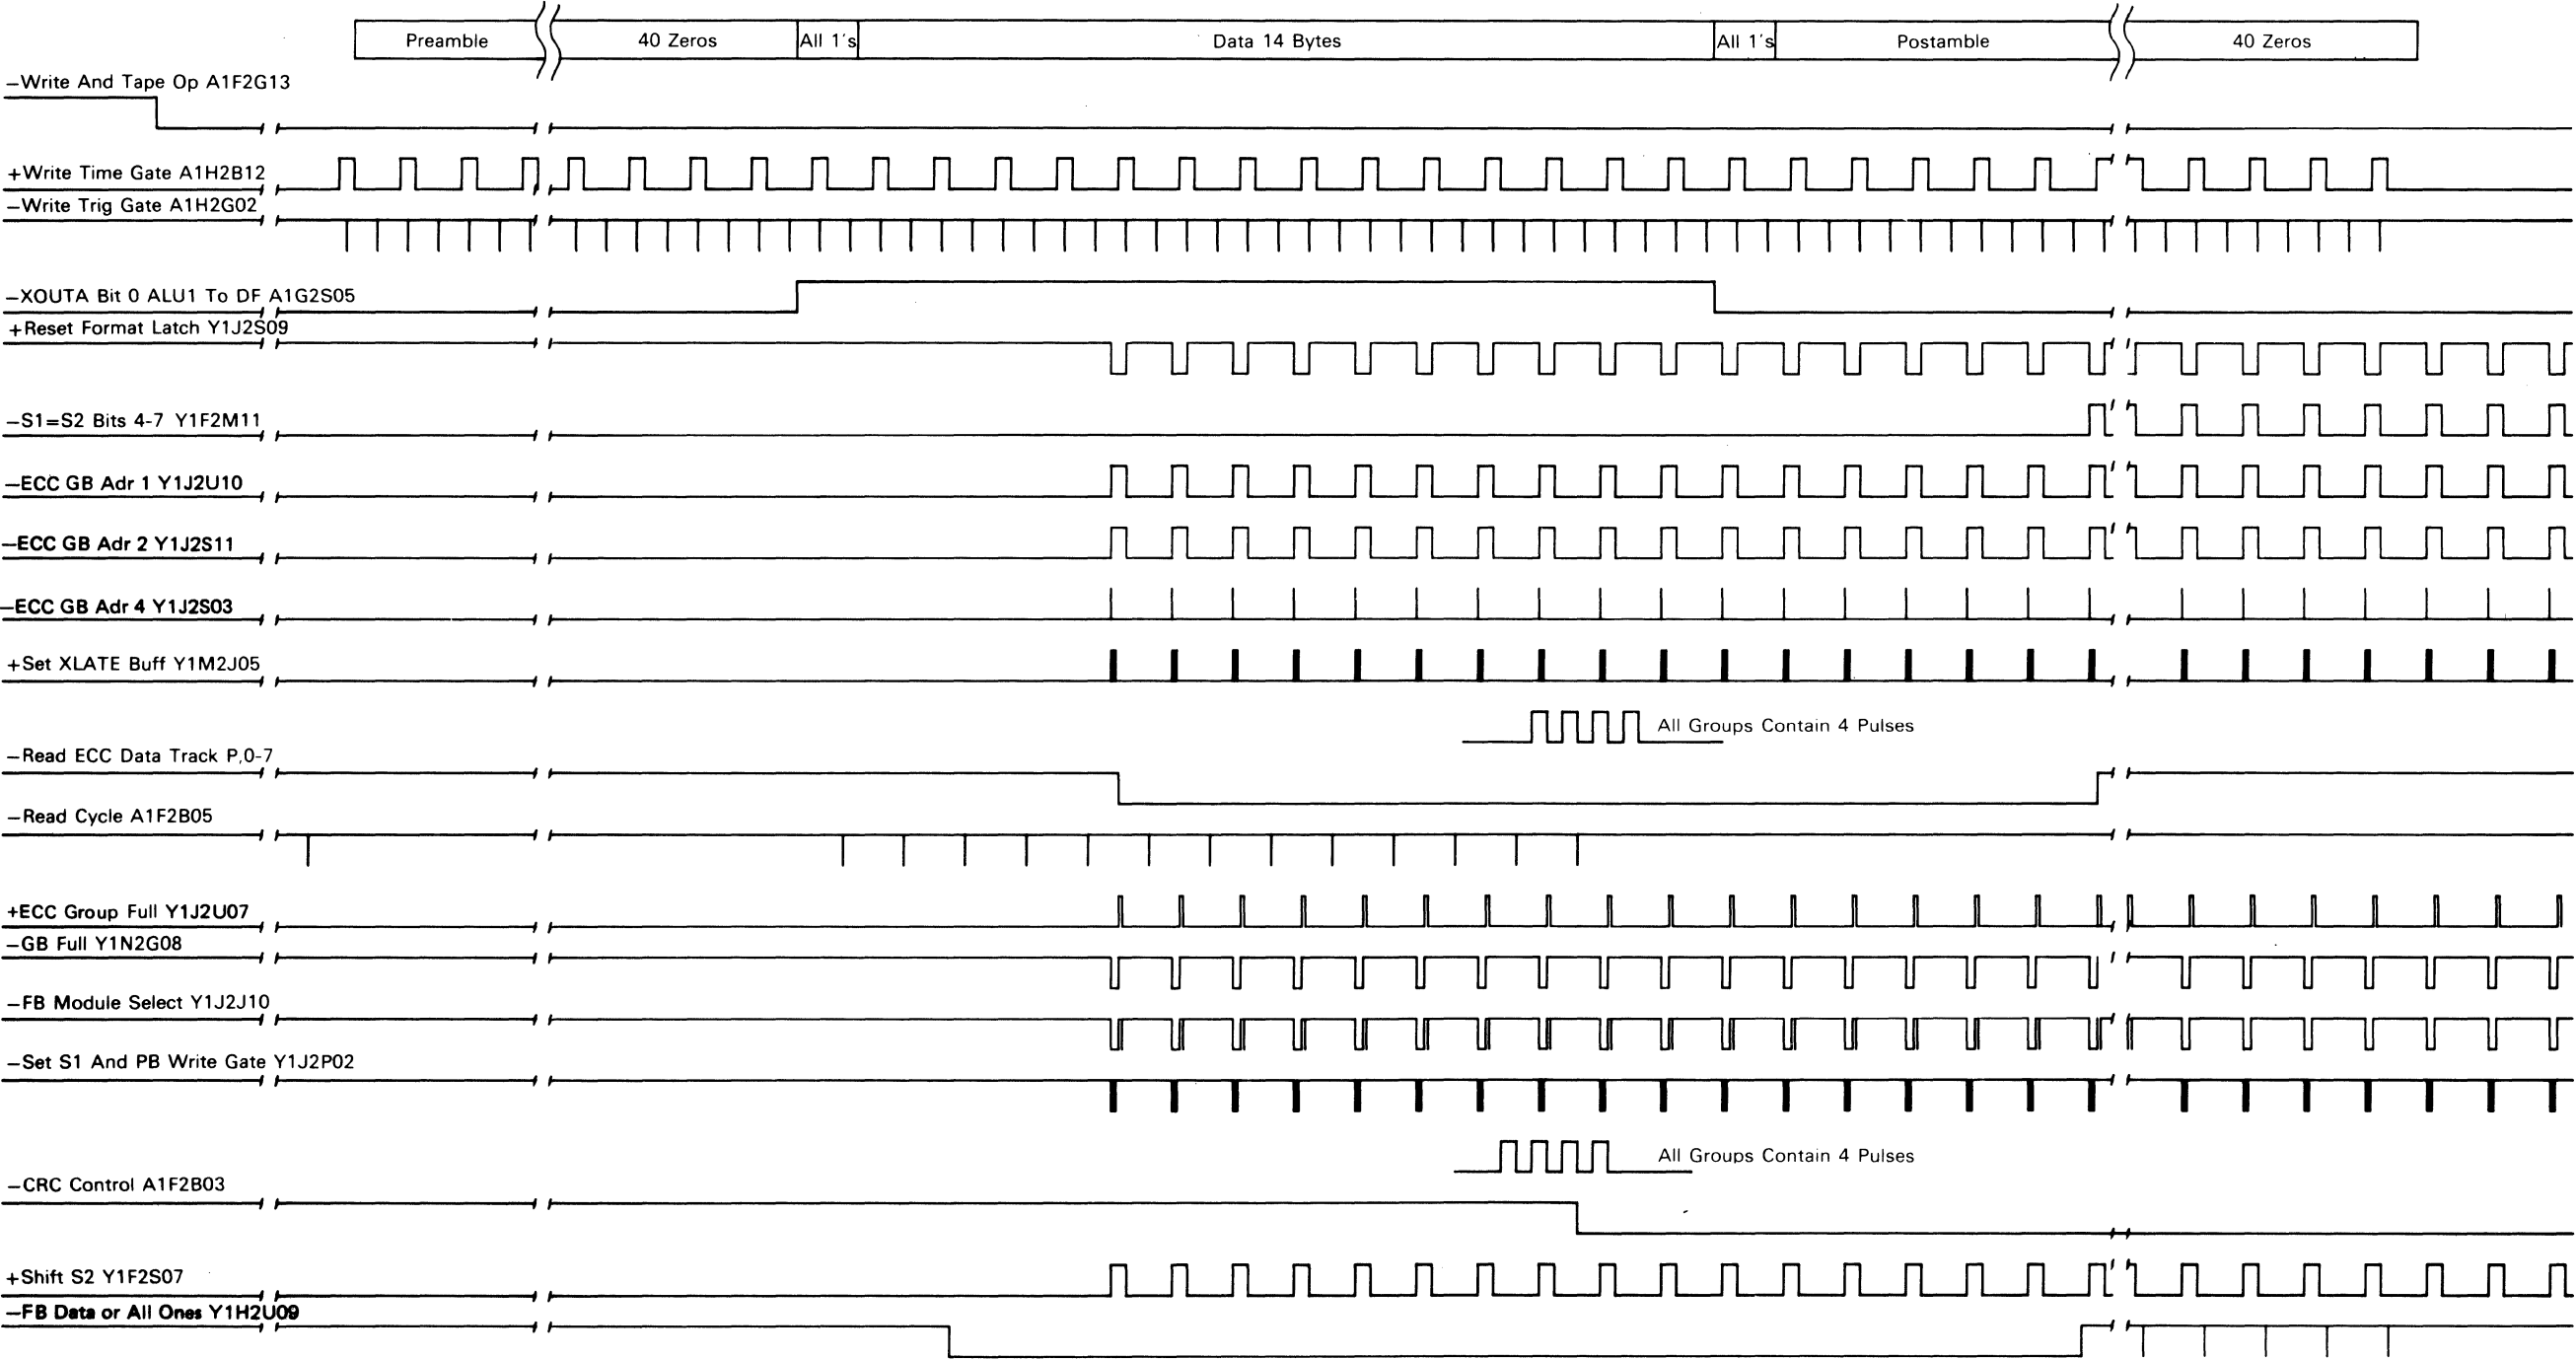 Preamble 40 Zeros All 1's Data 14 Bytes All 1's Postamble 40 Zeros
−Write And Tape Op A1F2G13
+Write Time Gate A1H2B12
−Write Trig Gate A1H2G02
−XOUTA Bit 0 ALU1 To DF A1G2S05
+Reset Format Latch Y1J2S09
−S1=S2 Bits 4-7 Y1F2M11
−ECC GB Adr 1 Y1J2U10
−ECC GB Adr 2 Y1J2S11
−ECC GB Adr 4 Y1J2S03
+Set XLATE Buff Y1M2J05
All Groups Contain 4 Pulses
−Read ECC Data Track P,0-7
−Read Cycle A1F2B05
+ECC Group Full Y1J2U07
−GB Full Y1N2G08
−FB Module Select Y1J2J10
−Set S1 And PB Write Gate Y1J2P02
All Groups Contain 4 Pulses
−CRC Control A1F2B03
+Shift S2 Y1F2S07
−FB Data or All Ones Y1H2U09